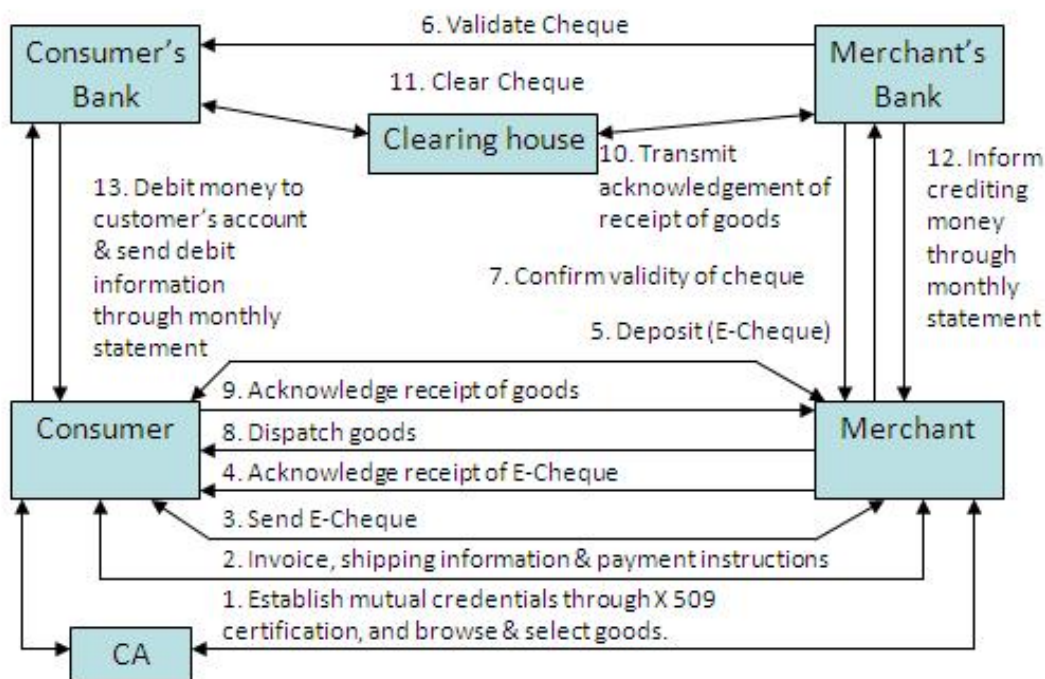 6. Validate Cheque
Consumer's
Bank
Merchant's
Bank
11. Clear Cheque
Clearing house
10. Transmit
acknowledgement of
receipt of goods
12. Inform
crediting
money
through
monthly
statement
13. Debit money to
customer's account
& send debit
information
through monthly
statement
7. Confirm validity of cheque
5. Deposit (E-Cheque)
9. Acknowledge receipt of goods
Consumer
Merchant
8. Dispatch goods
4. Acknowledge receipt of E-Cheque
3. Send E-Cheque
2. Invoice, shipping information & payment instructions
1. Establish mutual credentials through X 509
certification, and browse & select goods.
CA